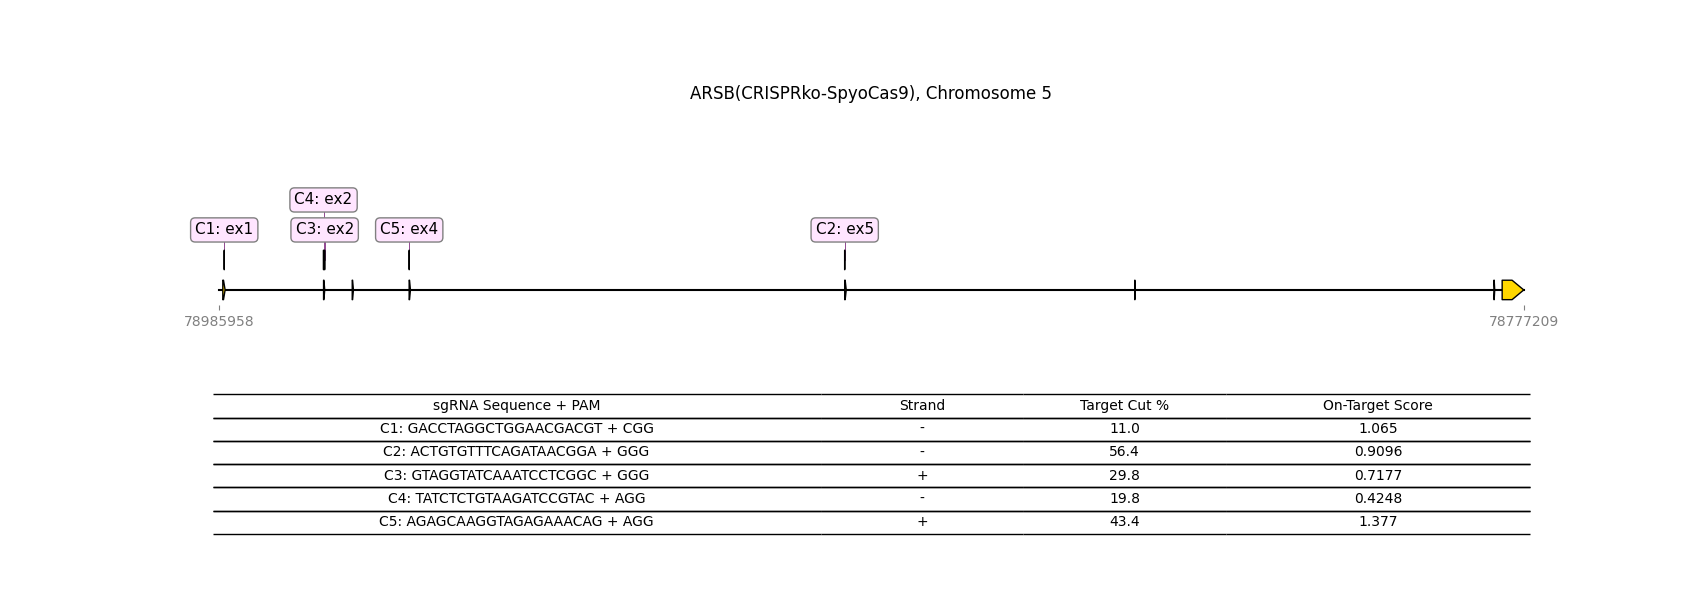 ARSB(CRISPRko-SpyoCas9), Chromosome 5
C4: ex2
C1: ex1 C3: ex2 C5: ex4 C2: ex5
78985958 78777209
sgRNA Sequence + PAM Strand Target Cut % On-Target Score
C1: GACCTAGGCTGGAACGACGT + CGG - 11.0 1.065
C2: ACTGTGTTTCAGATAACGGA + GGG - 56.4 0.9096
C3: GTAGGTATCAAATCCTCGGC + GGG + 29.8 0.7177
C4: TATCTCTGTAAGATCCGTAC + AGG - 19.8 0.4248
C5: AGAGCAAGGTAGAGAAACAG + AGG + 43.4 1.377